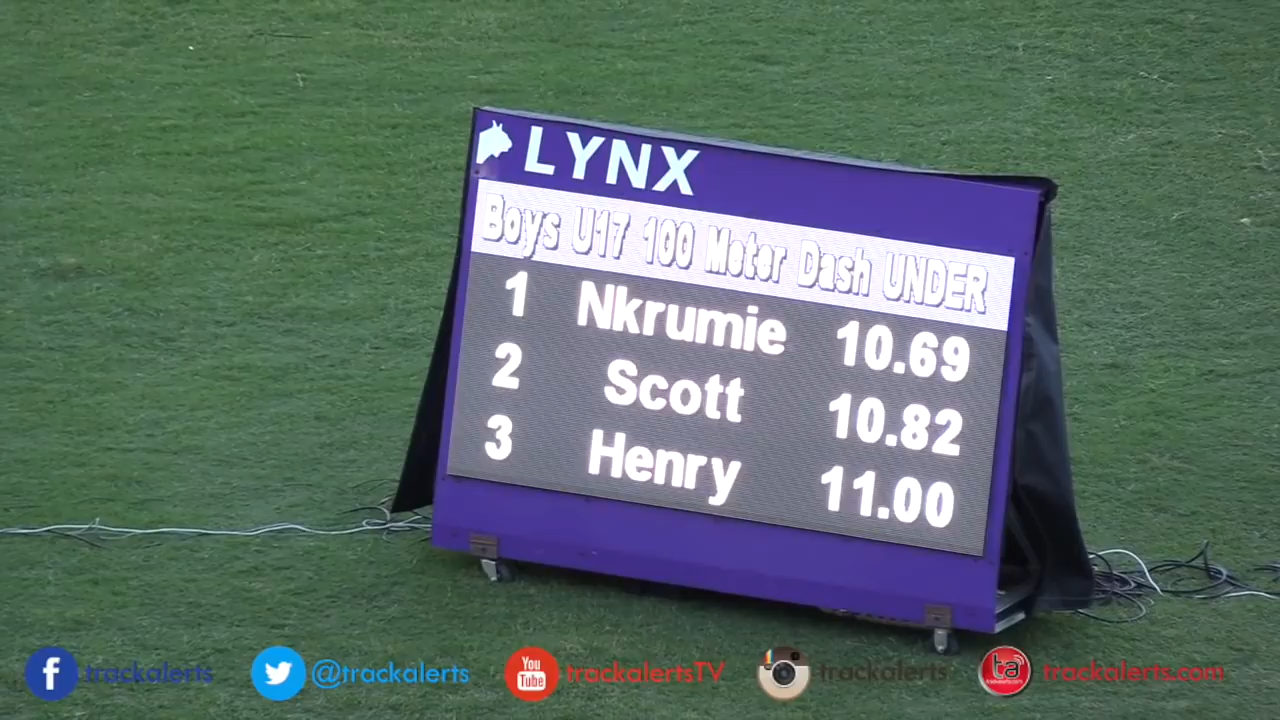 LYNX
Boys U17 100 Meter Dash UNDER
1 Nkrumie 10.69
2 Scott 10.82
3 Henry 11.00
trackalerts @trackalerts You Tube trackalertsTV trackalerts ta trackalerts.com